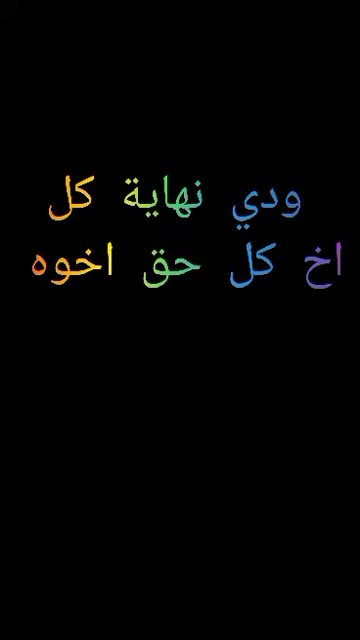 ودي نهاية كل
اخ كل حق اخوه